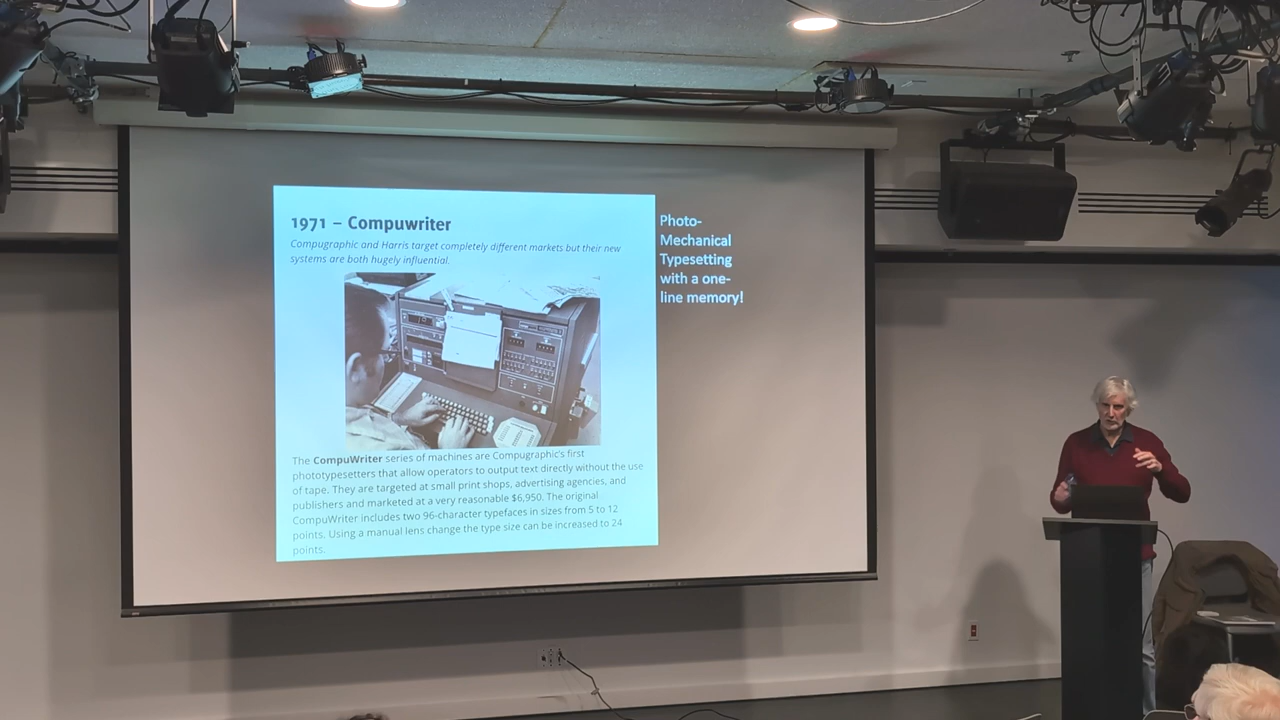 1971 – Compuwriter
Compugraphic and Harris target completely different markets but their new
systems are both hugely influential.
The CompuWriter series of machines are Compugraphic's first
phototypesetters that allow operators to output text directly without the use
of tape. They are targeted at small print shops, advertising agencies, and
publishers and marketed at a very reasonable $6,950. The original
CompuWriter includes two 96-character typefaces in sizes from 5 to 12
points. Using a manual lens change the type size can be increased to 24
points.
Photo-
Mechanical
Typesetting
with a one-
line memory!